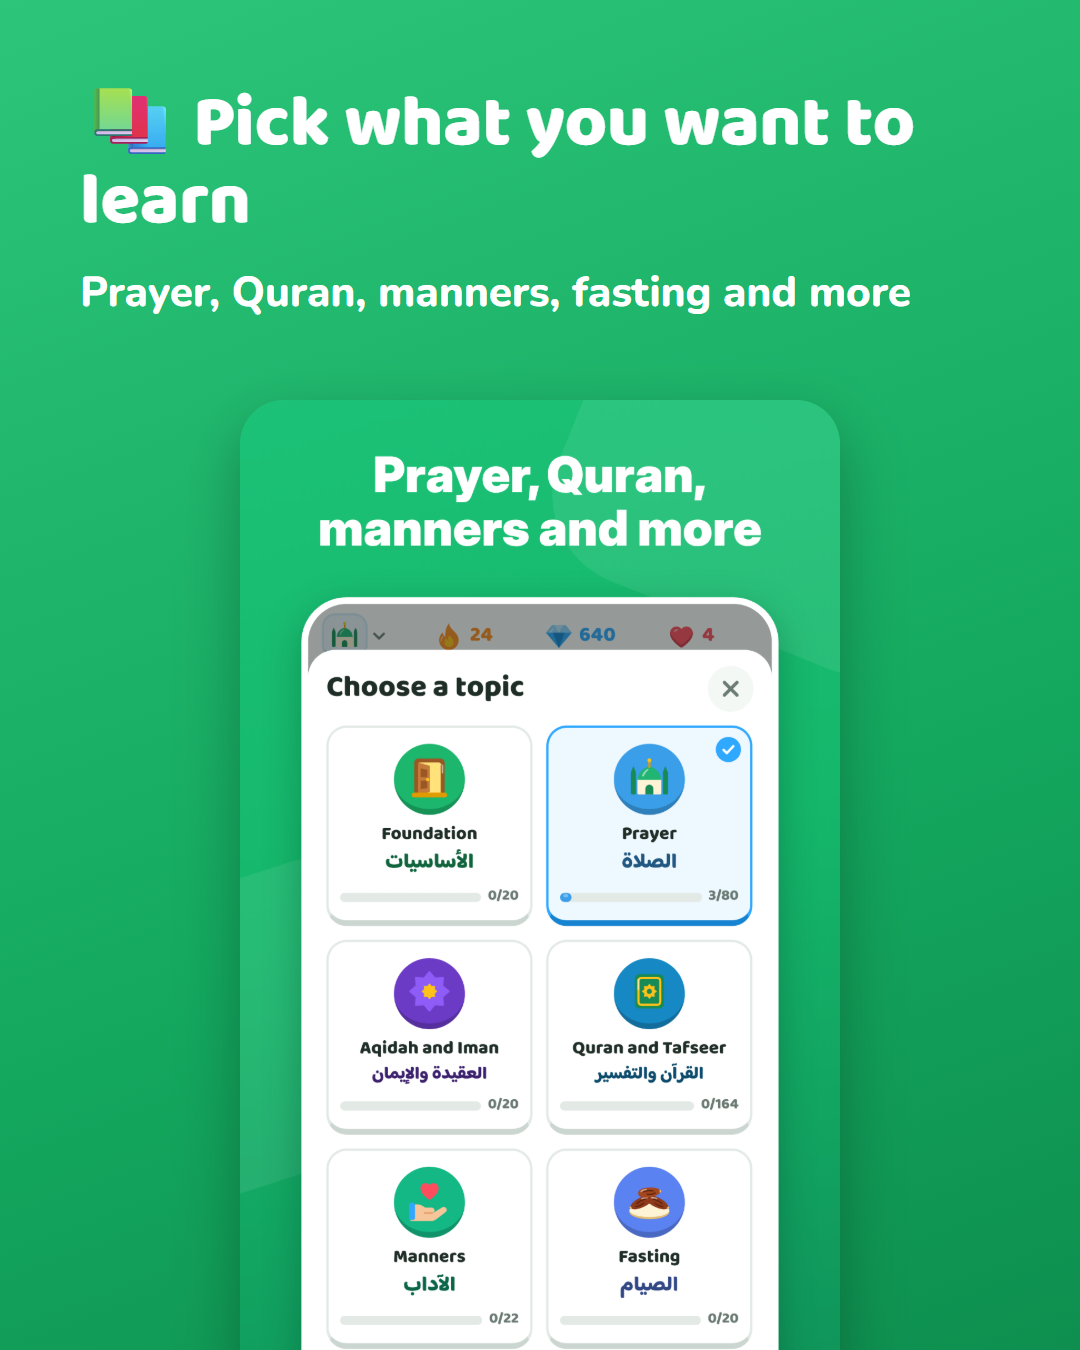 Pick what you want to
learn
Prayer, Quran, manners, fasting and more
Prayer, Quran,
manners and more
24
640
4
Choose a topic
Foundation
الأساسيات
0/20
Prayer
الصلاة
3/80
Aqidah and Iman
العقيدة والإيمان
0/20
Quran and Tafseer
القرآن والتفسير
0/164
Manners
الآداب
0/22
Fasting
الصيام
0/20